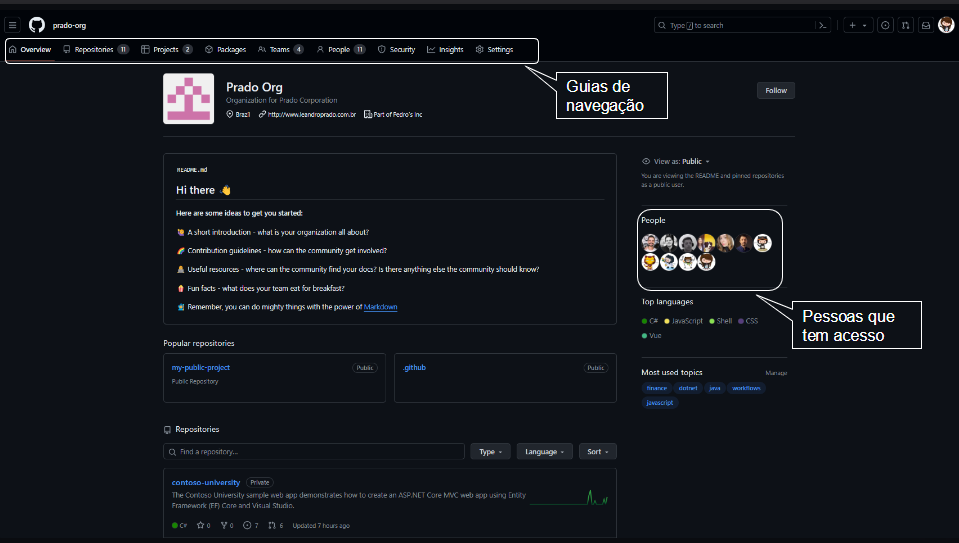 prado-org
Type / to search
Overview
Repositories 11
Projects 2
Packages
Teams 4
People 11
Security
Insights
Settings
Guias de
navegação
Prado Org
Organization for Prado Corporation
Brazil http://www.leandroprado.com.br Part of Fedro's Inc
Follow
README.md
Hi there 👋
Here are some ideas to get you started:
🙋 A short introduction - what is your organization all about?
🌈 Contribution guidelines - how can the community get involved?
👩‍💻 Useful resources - where can the community find your docs? Is there anything else the community should know?
🍿 Fun facts - what does your team eat for breakfast?
🧙 Remember, you can do mighty things with the power of Markdown
View as: Public
You are viewing the README and pinned repositories
as a public user.
People
Pessoas que
tem acesso
Top languages
C# JavaScript Shell CSS
Vue
Most used topics Manage
finance dotnet java workflows
javascript
Popular repositories
my-public-project Public
Public Repository
.github Public
Repositories
Find a repository...
Type Language Sort
contoso-university Private
The Contoso University sample web app demonstrates how to create an ASP.NET Core MVC web app using Entity
Framework (EF) Core and Visual Studio.
C# 0 0 7 6 Updated 7 hours ago